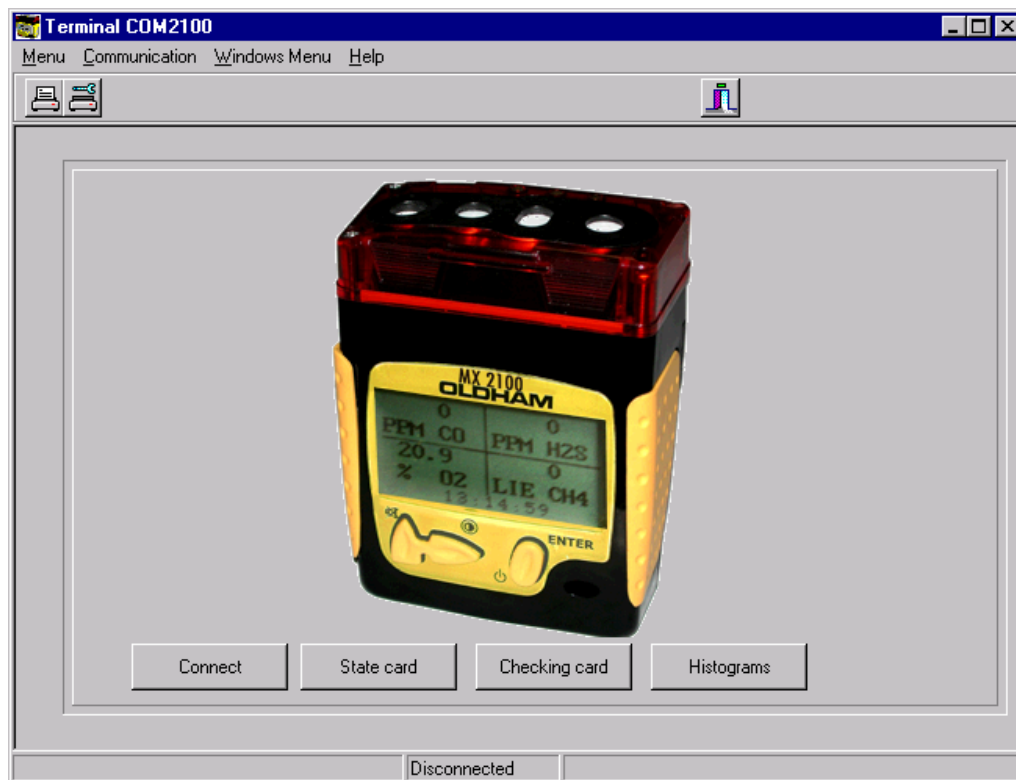 Terminal COM2100
Menu Communication Windows Menu Help
MX 2100
OLDHAM
0 0
PPM CO PPM H2S
20.9 0
% O2 LIE CH4
13:14:59
ENTER
Connect State card Checking card Histograms
Disconnected